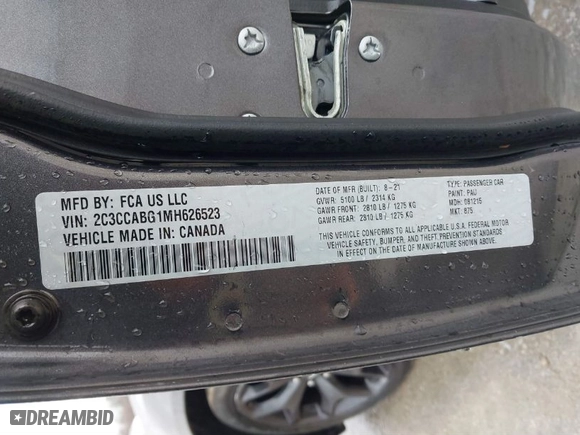 MFD BY: FCA US LLC
VIN: 2C3CCABG1MH626523
VEHICLE MADE IN: CANADA
DATE OF MFR (BUILT): 8-21
GVWR: 5100 LB / 2314 KG
GAWR FRONT: 2810 LB / 1275 KG
GAWR REAR: 2810 LB / 1275 KG
TYPE: PASSENGER CAR
PAINT: PAU
MDH: 081216
MKT: 875
THIS VEHICLE CONFORMS TO ALL APPLICABLE U.S.A. FEDERAL MOTOR VEHICLE
SAFETY, BUMPER, AND THEFT PREVENTION STANDARDS
IN EFFECT ON THE DATE OF MANUFACTURE SHOWN ABOVE.
DREAMBID